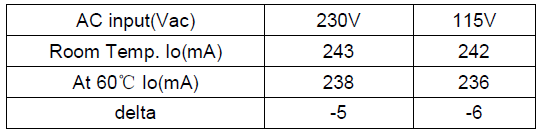 AC input(Vac) 230V 115V
Room Temp. Io(mA) 243 242
At 60℃ Io(mA) 238 236
delta -5 -6